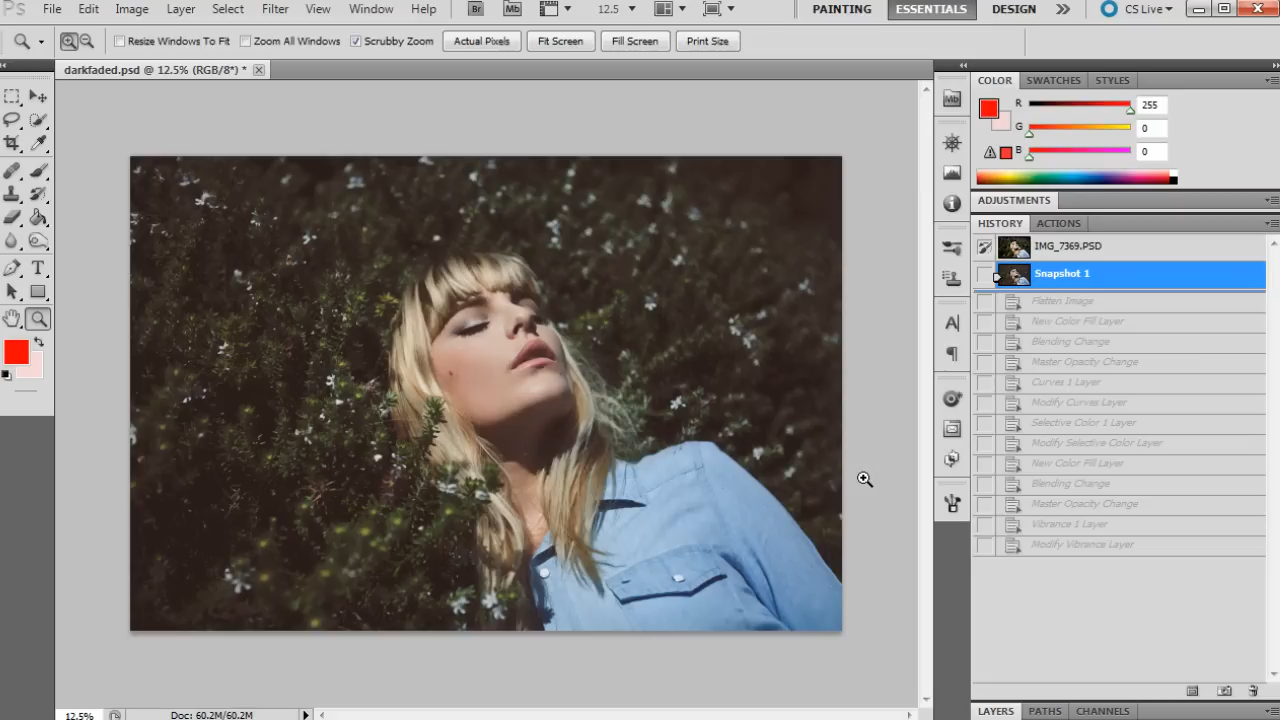 Ps File Edit Image Layer Select Filter View Window Help Br Mb 12.5 PAINTING ESSENTIALS DESIGN CS Live
Resize Windows To Fit Zoom All Windows Scrubby Zoom Actual Pixels Fit Screen Fill Screen Print Size
darkfaded.psd @ 12.5% (RGB/8*) *
COLOR SWATCHES STYLES
Mb
R 255
G 0
B 0
ADJUSTMENTS
HISTORY ACTIONS
IMG_7369.PSD
Snapshot 1
Flatten Image
New Color Fill Layer
Blending Change
Master Opacity Change
Curves 1 Layer
Modify Curves Layer
Selective Color 1 Layer
Modify Selective Color Layer
New Color Fill Layer
Blending Change
Master Opacity Change
Vibrance 1 Layer
Modify Vibrance Layer
12.5% Doc: 60.2M/60.2M
LAYERS PATHS CHANNELS